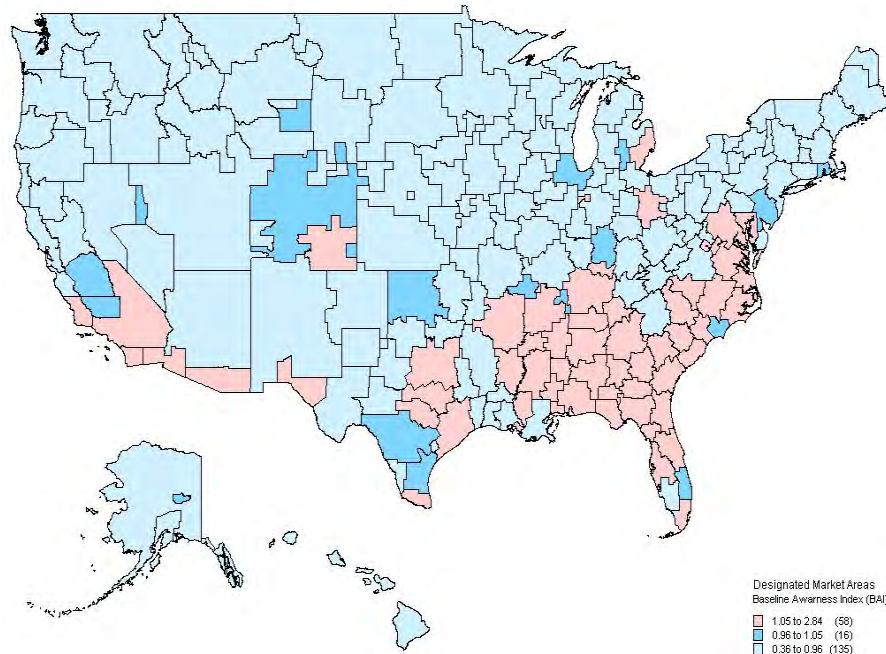 Designated Market Areas
Baseline Awarness Index (BAI)
1.05 to 2.84 (58)
0.96 to 1.05 (16)
0.36 to 0.96 (135)